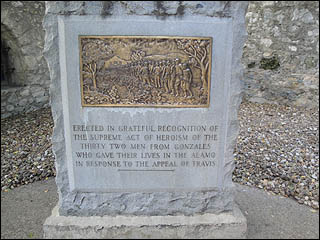 ERECTED IN GRATEFUL RECOGNITION OF
THE SUPREME ACT OF HEROISM OF THE
THIRTY TWO MEN FROM GONZALES
WHO GAVE THEIR LIVES IN THE ALAMO
IN RESPONSE TO THE APPEAL OF TRAVIS